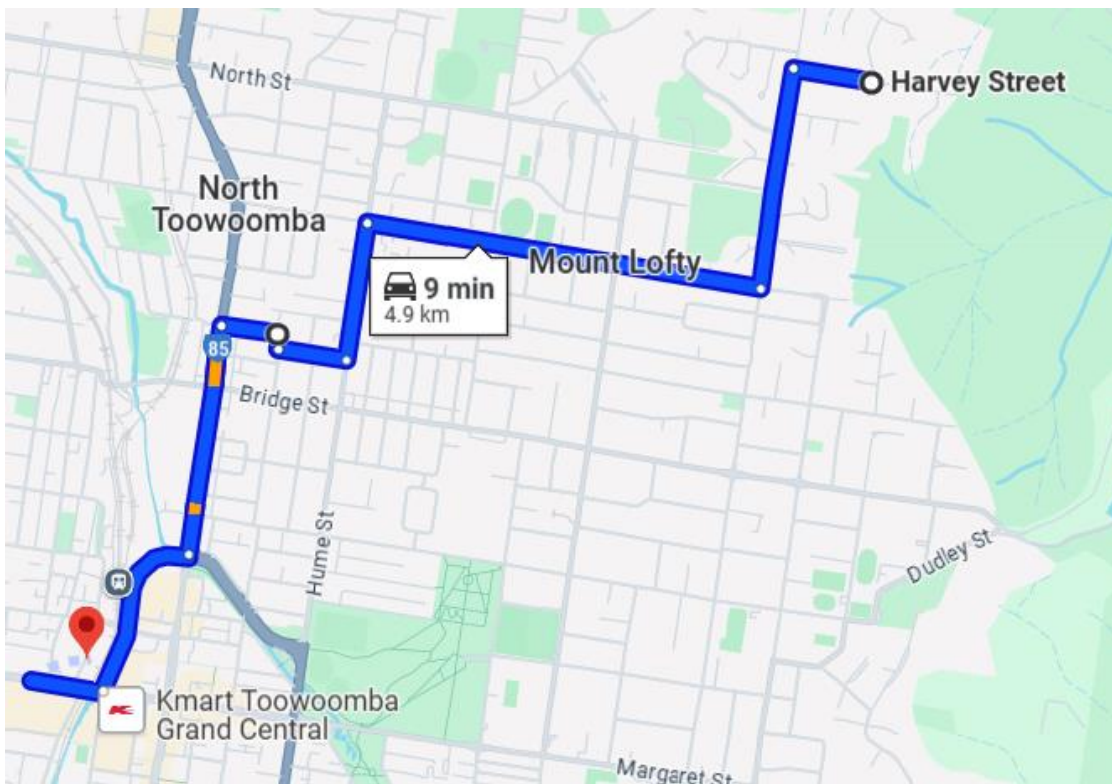 North St
Harvey Street
North
Toowoomba
Mount Lofty
9 min
4.9 km
85
Bridge St
Hume St
Dudley St
Kmart Toowoomba
Grand Central
Margaret St